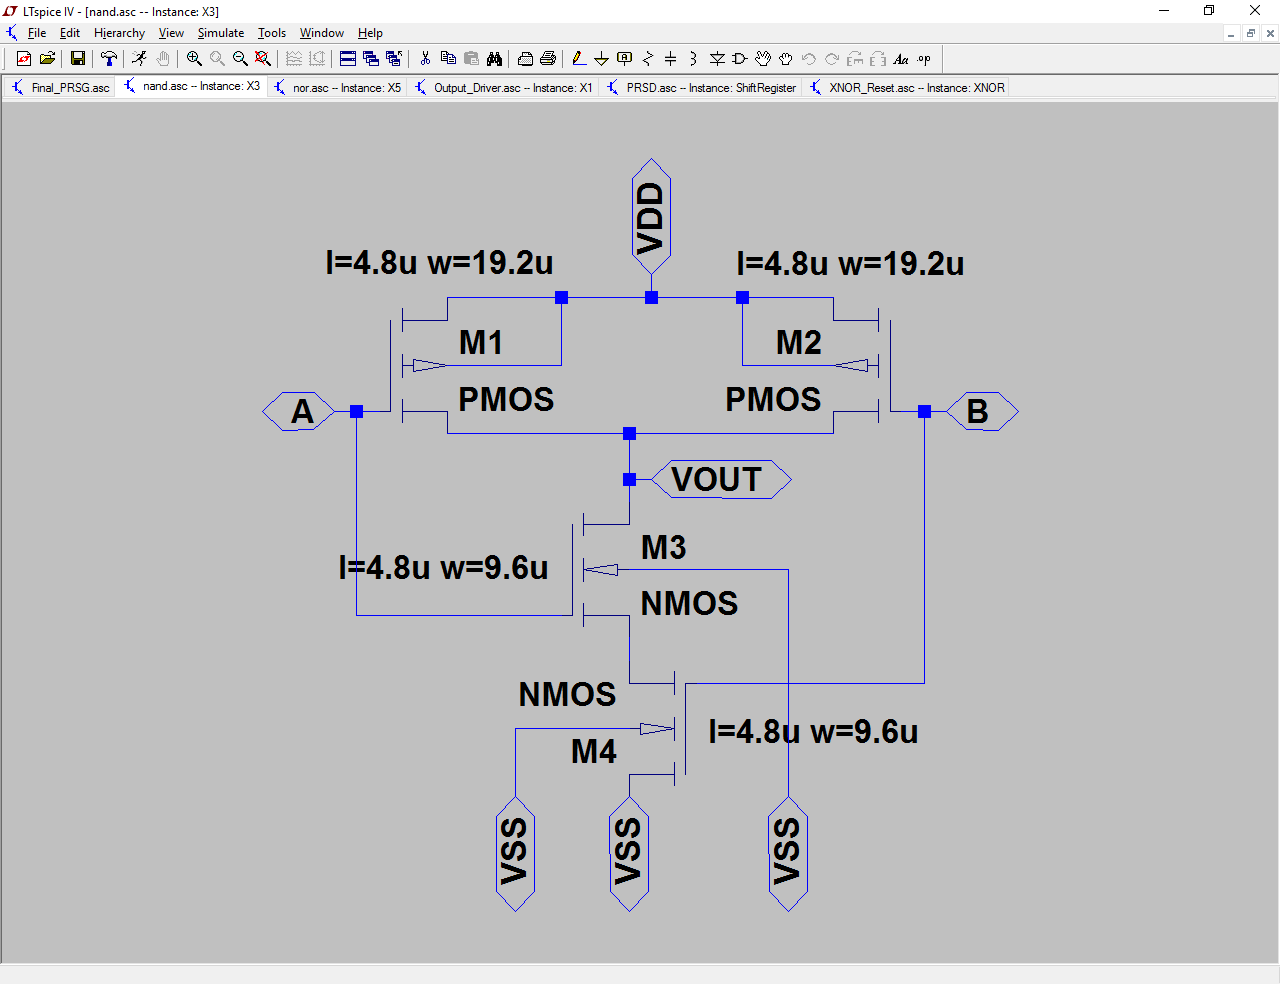 LTspice IV - [nand.asc -- Instance: X3]
File Edit Hierarchy View Simulate Tools Window Help
Aa .op
Final_PRSG.asc nand.asc -- Instance: X3 nor.asc -- Instance: X5 Output_Driver.asc -- Instance: X1 PRSD.asc -- Instance: ShiftRegister XNOR_Reset.asc -- Instance: XNOR
VDD
l=4.8u w=19.2u
l=4.8u w=19.2u
M1
M2
PMOS
PMOS
A
B
VOUT
M3
l=4.8u w=9.6u
NMOS
NMOS
l=4.8u w=9.6u
M4
VSS
VSS
VSS